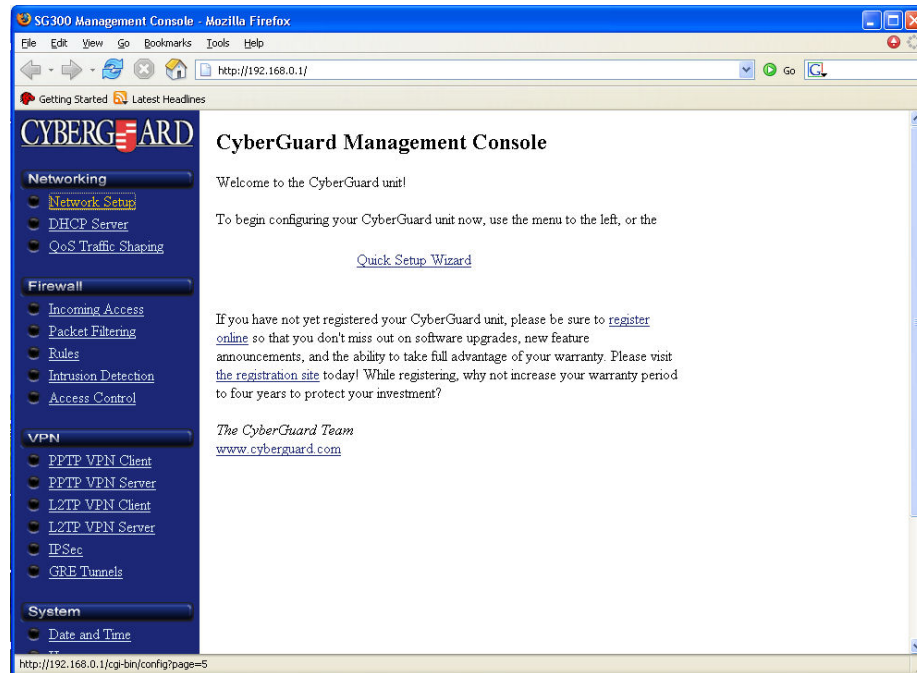 SG300 Management Console - Mozilla Firefox
File Edit View Go Bookmarks Tools Help
http://192.168.0.1/ Go G
Getting Started Latest Headlines
CYBERGUARD
Networking
Network Setup
DHCP Server
QoS Traffic Shaping
Firewall
Incoming Access
Packet Filtering
Rules
Intrusion Detection
Access Control
VPN
PPTP VPN Client
PPTP VPN Server
L2TP VPN Client
L2TP VPN Server
IPSec
GRE Tunnels
System
Date and Time
CyberGuard Management Console
Welcome to the CyberGuard unit!
To begin configuring your CyberGuard unit now, use the menu to the left, or the
Quick Setup Wizard
If you have not yet registered your CyberGuard unit, please be sure to register
online so that you don't miss out on software upgrades, new feature
announcements, and the ability to take full advantage of your warranty. Please visit
the registration site today! While registering, why not increase your warranty period
to four years to protect your investment?
The CyberGuard Team
www.cyberguard.com
http://192.168.0.1/cgi-bin/config?page=5